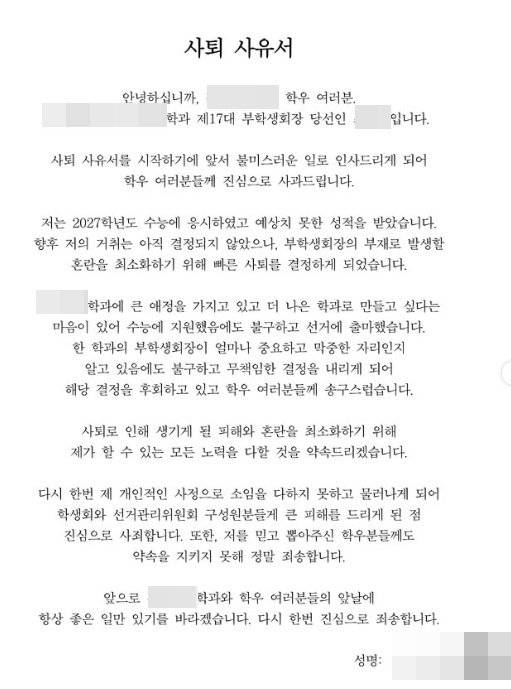 사퇴 사유서
안녕하십니까, 학우 여러분.
학과 제17대 부학생회장 당선인 입니다.
사퇴 사유서를 시작하기에 앞서 불미스러운 일로 인사드리게 되어
학우 여러분들께 진심으로 사과드립니다.
저는 2027학년도 수능에 응시하였고 예상치 못한 성적을 받았습니다.
향후 저의 거취는 아직 결정되지 않았으나, 부학생회장의 부재로 발생할
혼란을 최소화하기 위해 빠른 사퇴를 결정하게 되었습니다.
학과에 큰 애정을 가지고 있고 더 나은 학과로 만들고 싶다는
마음이 있어 수능에 지원했음에도 불구하고 선거에 출마했습니다.
한 학과의 부학생회장이 얼마나 중요하고 막중한 자리인지
알고 있음에도 불구하고 무책임한 결정을 내리게 되어
해당 결정을 후회하고 있고 학우 여러분들께 송구스럽습니다.
사퇴로 인해 생기게 될 피해와 혼란을 최소화하기 위해
제가 할 수 있는 모든 노력을 다할 것을 약속드리겠습니다.
다시 한번 제 개인적인 사정으로 소임을 다하지 못하고 물러나게 되어
학생회와 선거관리위원회 구성원분들게 큰 피해를 드리게 된 점
진심으로 사죄합니다. 또한, 저를 믿고 뽑아주신 학우분들께도
약속을 지키지 못해 정말 죄송합니다.
앞으로 학과와 학우 여러분들의 앞날에
항상 좋은 일만 있기를 바라겠습니다. 다시 한번 진심으로 죄송합니다.
성명: